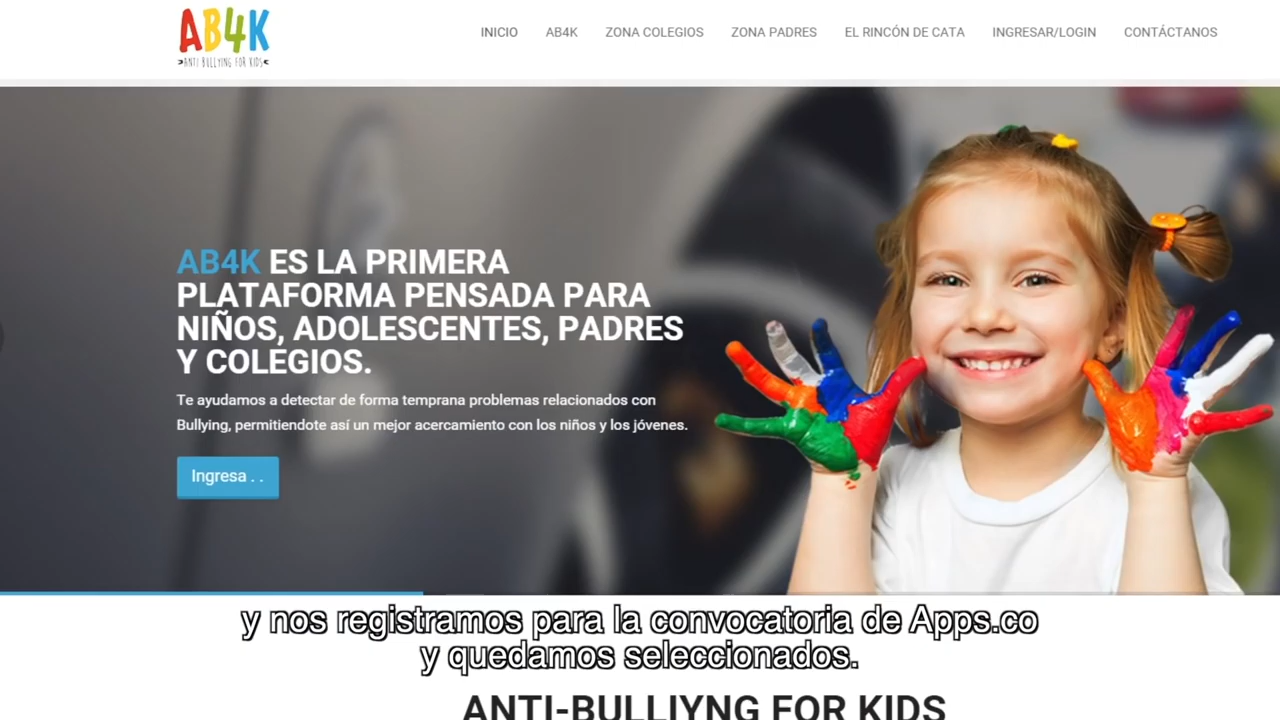 AB4K
ANTI BULLYING FOR KIDS
INICIO
AB4K
ZONA COLEGIOS
ZONA PADRES
EL RINCÓN DE CATA
INGRESAR/LOGIN
CONTÁCTANOS
AB4K ES LA PRIMERA
PLATAFORMA PENSADA PARA
NIÑOS, ADOLESCENTES, PADRES
Y COLEGIOS.
Te ayudamos a detectar de forma temprana problemas relacionados con
Bullying, permitiendote así un mejor acercamiento con los niños y los jóvenes.
Ingresa . .
y nos registramos para la convocatoria de Apps.co
y quedamos seleccionados.
ANTI-BULLIYNG FOR KIDS